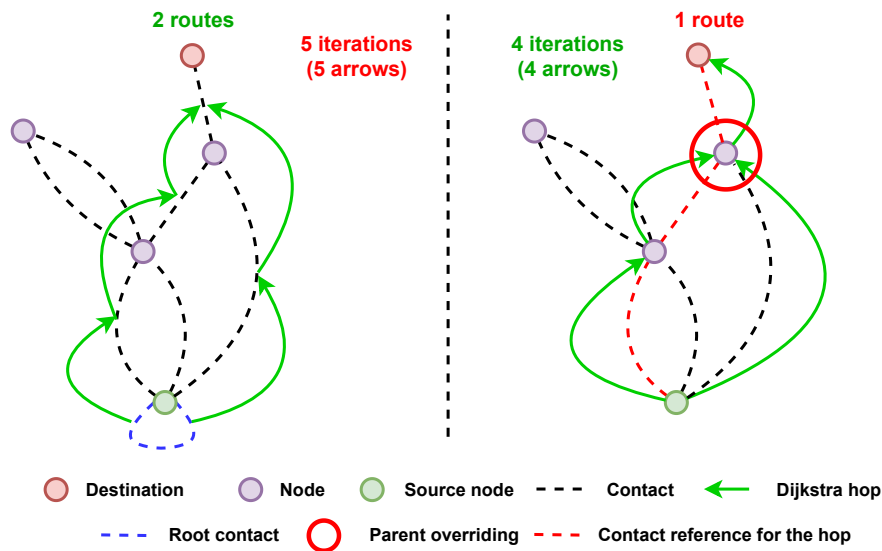 2 routes
5 iterations
(5 arrows)
4 iterations
(4 arrows)
1 route
Destination
Node
Source node
Contact
Dijkstra hop
Root contact
Parent overriding
Contact reference for the hop